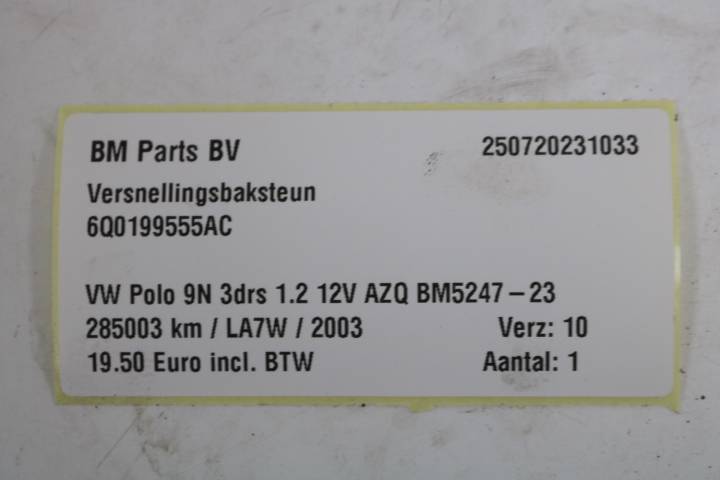 BM Parts BV 250720231033
Versnellingsbaksteun
6Q0199555AC
VW Polo 9N 3drs 1.2 12V AZQ BM5247-23
285003 km / LA7W / 2003 Verz: 10
19.50 Euro incl. BTW Aantal: 1